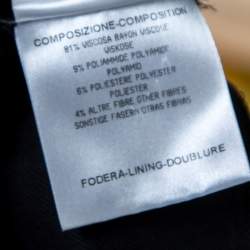 COMPOSIZIONE-COMPOSITION
81% VISCOSA RAYON VISCOSE
VISKOSE
9% POLIAMMIDE POLYAMIDE
POLYAMID
6% POLIESTERE POLYESTER
POLIESTER
4% ALTRE FIBRE OTHER FIBRES
SONSTIGE FASERN OTRAS FIBRAS
FODERA-LINING-DOUBLURE